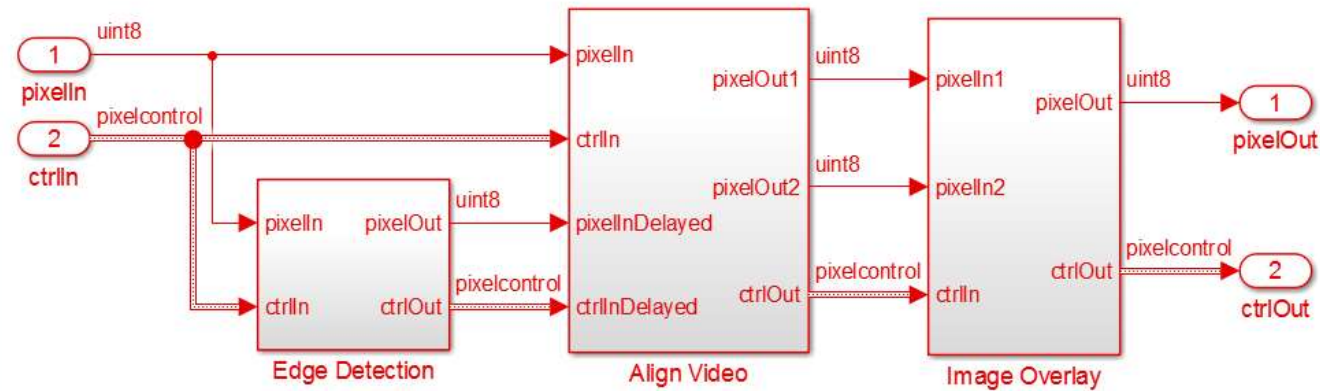 uint8
1
pixelIn
pixelcontrol
2
ctrlIn
pixelIn
pixelOut
uint8
ctrlIn
ctrlOut
pixelcontrol
Edge Detection
pixelIn
ctrlIn
pixelInDelayed
ctrlInDelayed
pixelOut1
uint8
pixelOut2
uint8
ctrlOut
pixelcontrol
Align Video
pixelIn1
pixelIn2
ctrlIn
pixelOut
uint8
ctrlOut
pixelcontrol
Image Overlay
1
pixelOut
2
ctrlOut